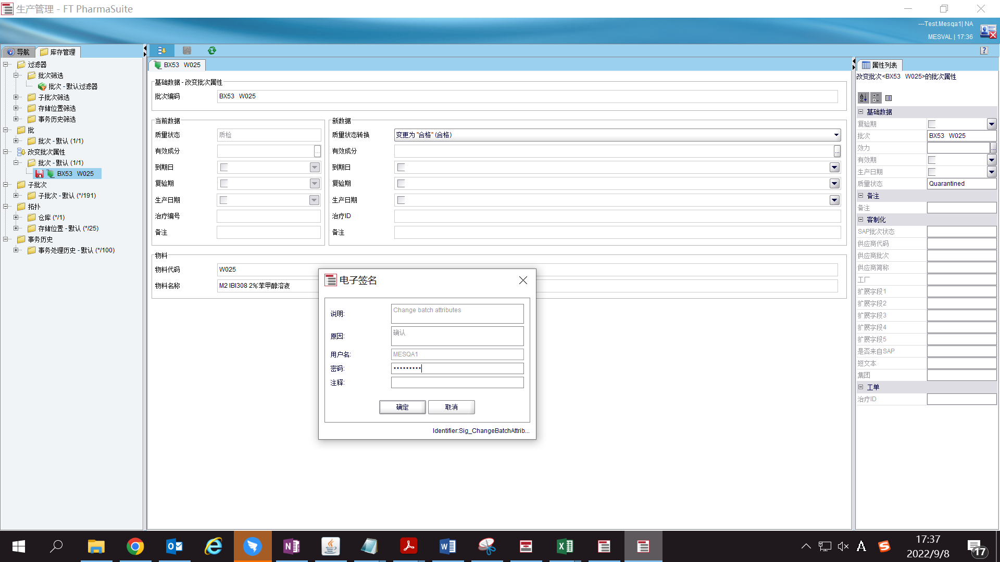 生产管理 - FT PharmaSuite
---Test.Mesqa1| NA
MESVAL | 17:36
导航
库存管理
过滤器
批次筛选
批次 - 默认过滤器
子批次筛选
存储位置筛选
事务历史筛选
批
批次 - 默认 (1/1)
改变批次属性
批次 - 默认 (1/1)
BX53 W025
子批次
子批次 - 默认 (*/191)
拓扑
仓库 (*/1)
存储位置 - 默认 (*/25)
事务历史
事务处理历史 - 默认 (*/100)
BX53 W025
基础数据 - 改变批次属性
批次编码 BX53 W025
当前数据
质量状态 质检
有效成分 ...
到期日
复验期
生产日期
治疗编号
备注
新数据
质量状态转换 变更为 "合格" (合格)
有效成分 ...
到期日
复验期
生产日期
治疗ID
备注
物料
物料代码 W025
物料名称 M2 IBI308 2%苯甲醇溶液
电子签名
说明: Change batch attributes
原因: 确认
用户名: MESQA1
密码: •••••••••
注释:
确定 取消
Identifier:Sig_ChangeBatchAttrib...
?
属性列表
改变批次<BX53 W025>的批次属性
基础数据
复验期
批次 BX53 W025
效力 ...
有效期
生产日期
质量状态 Quarantined
备注
备注
客制化
SAP批次状态
供应商代码
供应商批次
供应商简称
工厂
扩展字段1
扩展字段2
扩展字段3
扩展字段4
扩展字段5
是否来自SAP
短文本
集团
工单
治疗ID
A
17:37
2022/9/8
17